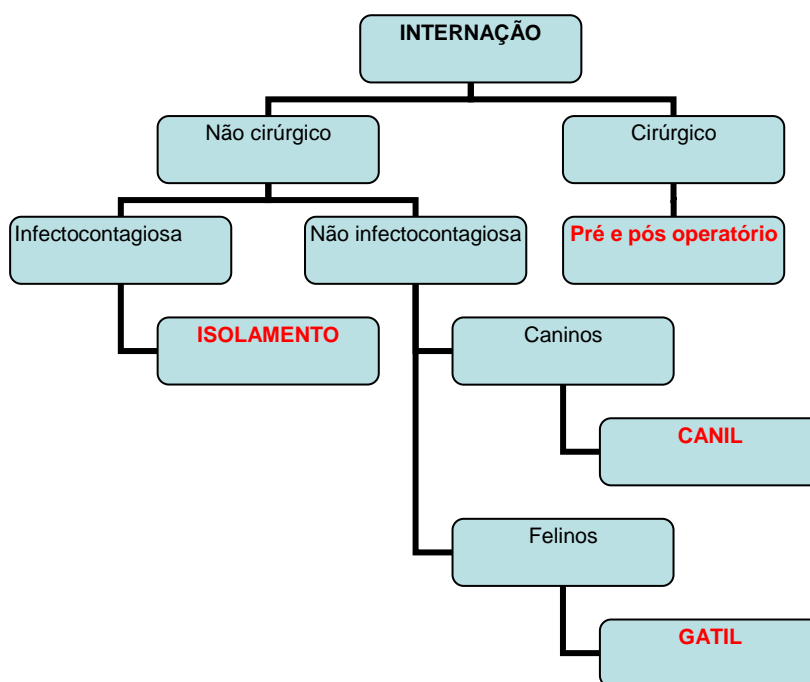 INTERNAÇÃO
Não cirúrgico
Cirúrgico
Infectocontagiosa
Não infectocontagiosa
Pré e pós operatório
ISOLAMENTO
Caninos
CANIL
Felinos
GATIL